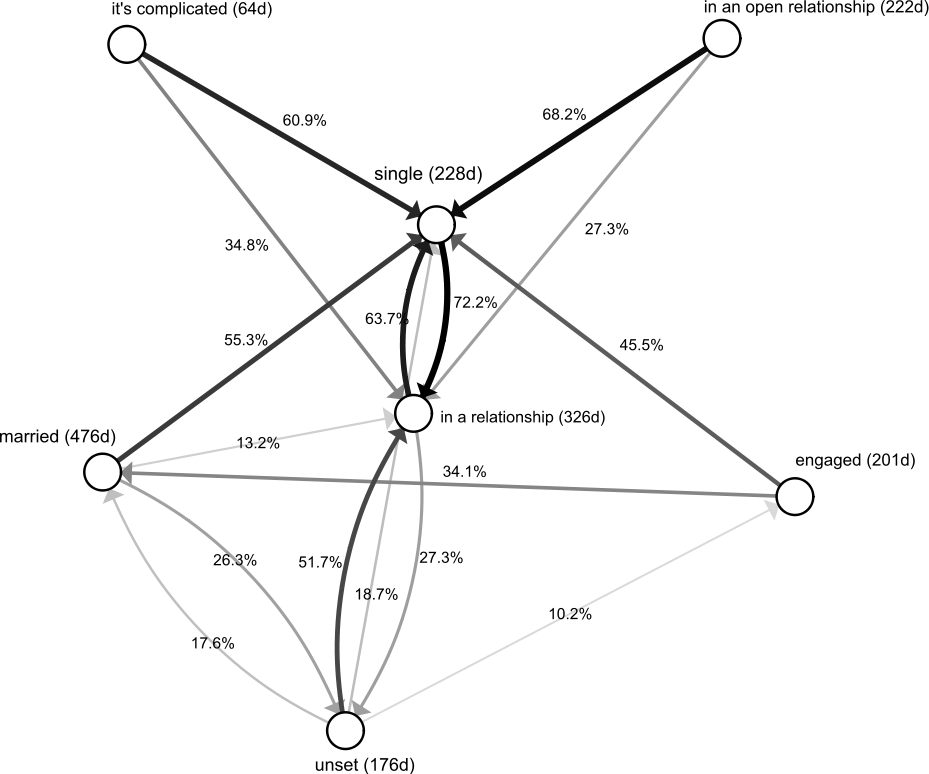 it's complicated (64d)
in an open relationship (222d)
60.9%
68.2%
single (228d)
34.8%
27.3%
63.7%
72.2%
55.3%
45.5%
in a relationship (326d)
married (476d)
13.2%
34.1%
engaged (201d)
26.3%
51.7%
27.3%
18.7%
10.2%
17.6%
unset (176d)